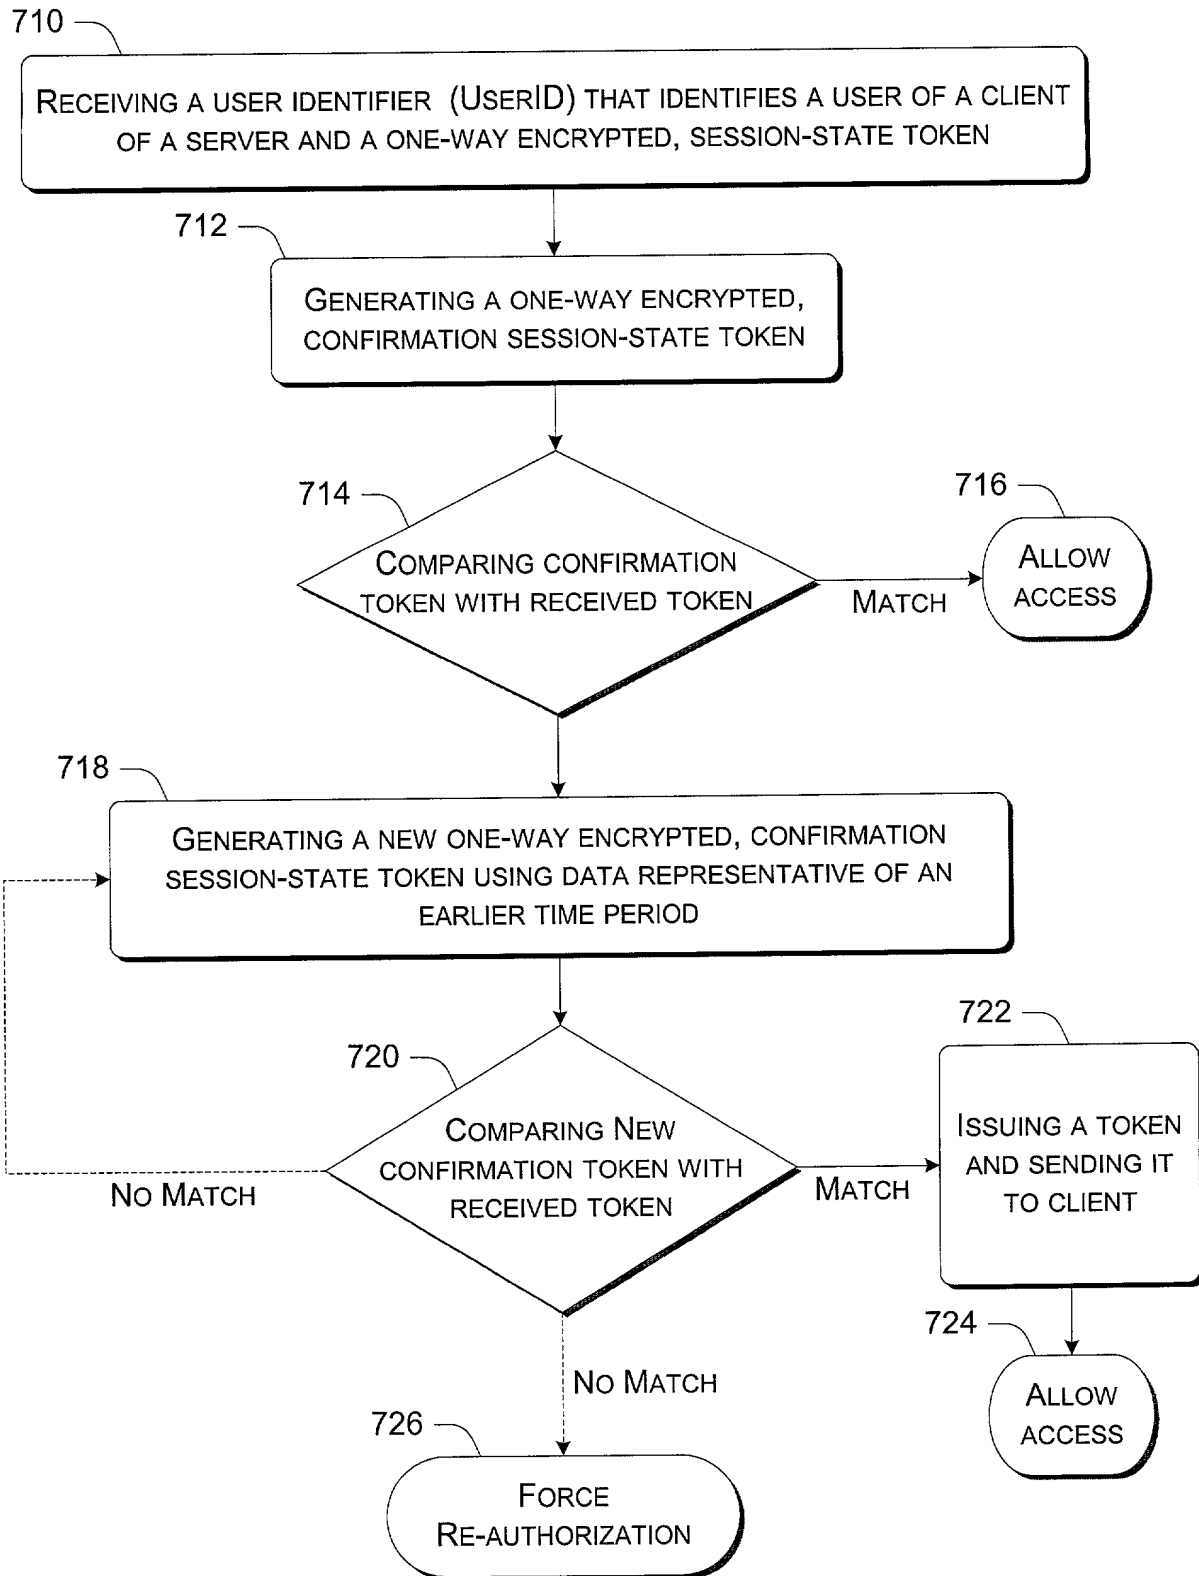 710
RECEIVING A USER IDENTIFIER (USERID) THAT IDENTIFIES A USER OF A CLIENT
OF A SERVER AND A ONE-WAY ENCRYPTED, SESSION-STATE TOKEN
712
GENERATING A ONE-WAY ENCRYPTED,
CONFIRMATION SESSION-STATE TOKEN
714
COMPARING CONFIRMATION
TOKEN WITH RECEIVED TOKEN
MATCH
716
ALLOW
ACCESS
718
GENERATING A NEW ONE-WAY ENCRYPTED, CONFIRMATION
SESSION-STATE TOKEN USING DATA REPRESENTATIVE OF AN
EARLIER TIME PERIOD
720
COMPARING NEW
CONFIRMATION TOKEN WITH
RECEIVED TOKEN
NO MATCH
MATCH
722
ISSUING A TOKEN
AND SENDING IT
TO CLIENT
724
ALLOW
ACCESS
NO MATCH
726
FORCE
RE-AUTHORIZATION